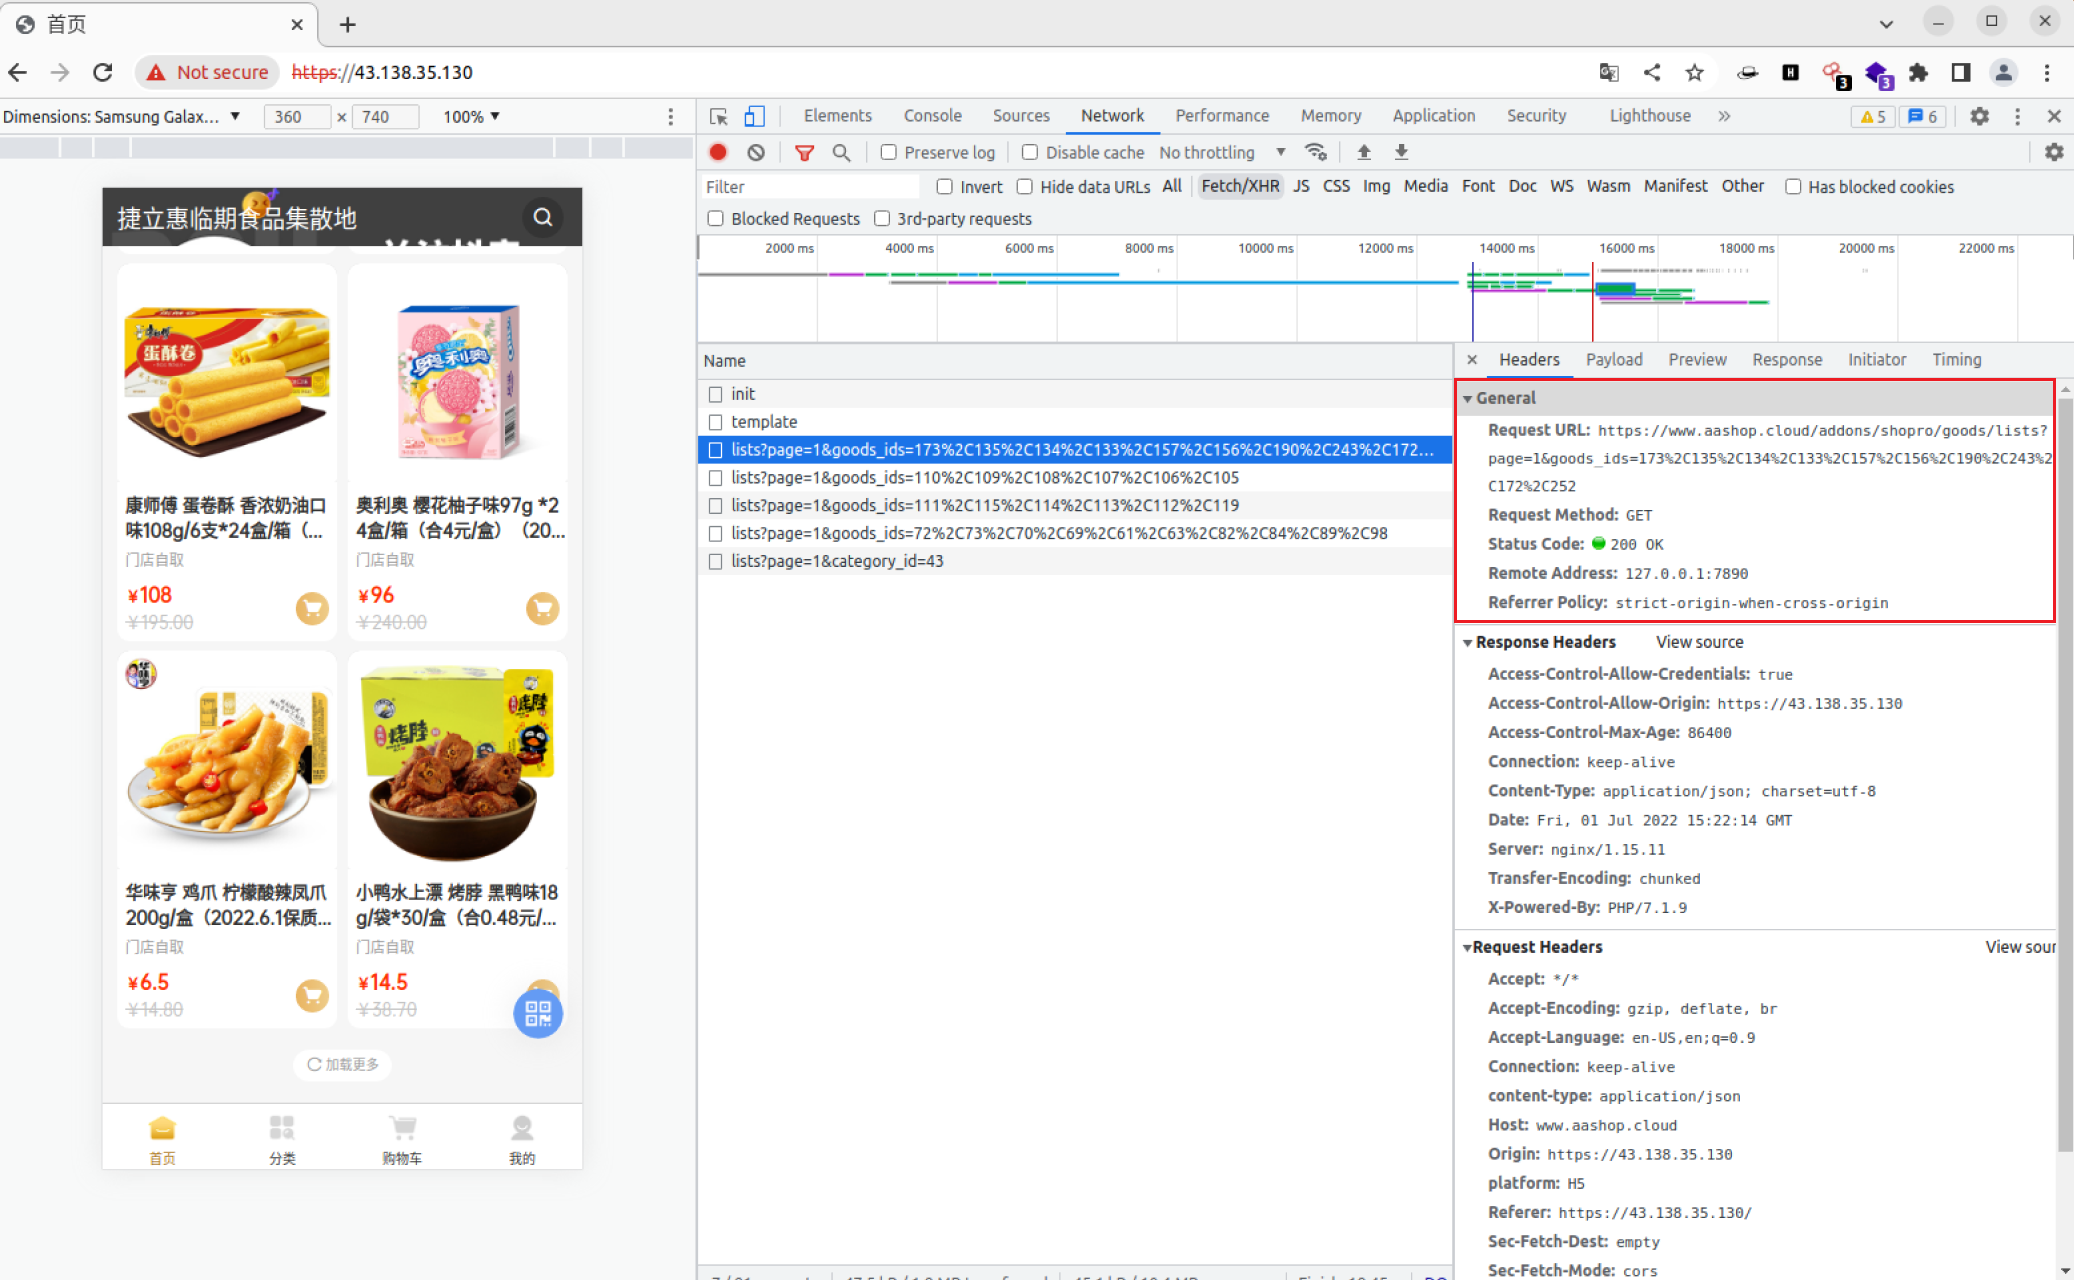 首页
Not secure https://43.138.35.130
3
3
Dimensions: Samsung Galax... ▼ 360 × 740 100% ▼
Elements Console Sources Network Performance Memory Application Security Lighthouse » 5 6
Preserve log Disable cache No throttling
Filter Invert Hide data URLs All Fetch/XHR JS CSS Img Media Font Doc WS Wasm Manifest Other Has blocked cookies
Blocked Requests 3rd-party requests
2000 ms 4000 ms 6000 ms 8000 ms 10000 ms 12000 ms 14000 ms 16000 ms 18000 ms 20000 ms 22000 ms
捷立惠临期食品集散地
蛋酥卷
奥利奥
康师傅 蛋卷酥 香浓奶油口
味108g/6支*24盒/箱（...
门店自取
¥108
¥195.00
奥利奥 樱花柚子味97g *2
4盒/箱（合4元/盒）（20...
门店自取
¥96
¥240.00
华味亨
烤脖
烤脖
华味亨 鸡爪 柠檬酸辣凤爪
200g/盒（2022.6.1保质...
门店自取
¥6.5
¥14.80
小鸭水上漂 烤脖 黑鸭味18
g/袋*30/盒（合0.48元/...
门店自取
¥14.5
¥38.70
加载更多
首页 分类 购物车 我的
Name
init
template
lists?page=1&goods_ids=173%2C135%2C134%2C133%2C157%2C156%2C190%2C243%2C172...
lists?page=1&goods_ids=110%2C109%2C108%2C107%2C106%2C105
lists?page=1&goods_ids=111%2C115%2C114%2C113%2C112%2C119
lists?page=1&goods_ids=72%2C73%2C70%2C69%2C61%2C63%2C82%2C84%2C89%2C98
lists?page=1&category_id=43
Headers Payload Preview Response Initiator Timing
General
Request URL: https://www.aashop.cloud/addons/shopro/goods/lists?
page=1&goods_ids=173%2C135%2C134%2C133%2C157%2C156%2C190%2C243%2
C172%2C252
Request Method: GET
Status Code: 200 OK
Remote Address: 127.0.0.1:7890
Referrer Policy: strict-origin-when-cross-origin
Response Headers View source
Access-Control-Allow-Credentials: true
Access-Control-Allow-Origin: https://43.138.35.130
Access-Control-Max-Age: 86400
Connection: keep-alive
Content-Type: application/json; charset=utf-8
Date: Fri, 01 Jul 2022 15:22:14 GMT
Server: nginx/1.15.11
Transfer-Encoding: chunked
X-Powered-By: PHP/7.1.9
Request Headers View sour
Accept: */*
Accept-Encoding: gzip, deflate, br
Accept-Language: en-US,en;q=0.9
Connection: keep-alive
content-type: application/json
Host: www.aashop.cloud
Origin: https://43.138.35.130
platform: H5
Referer: https://43.138.35.130/
Sec-Fetch-Dest: empty
Sec-Fetch-Mode: cors